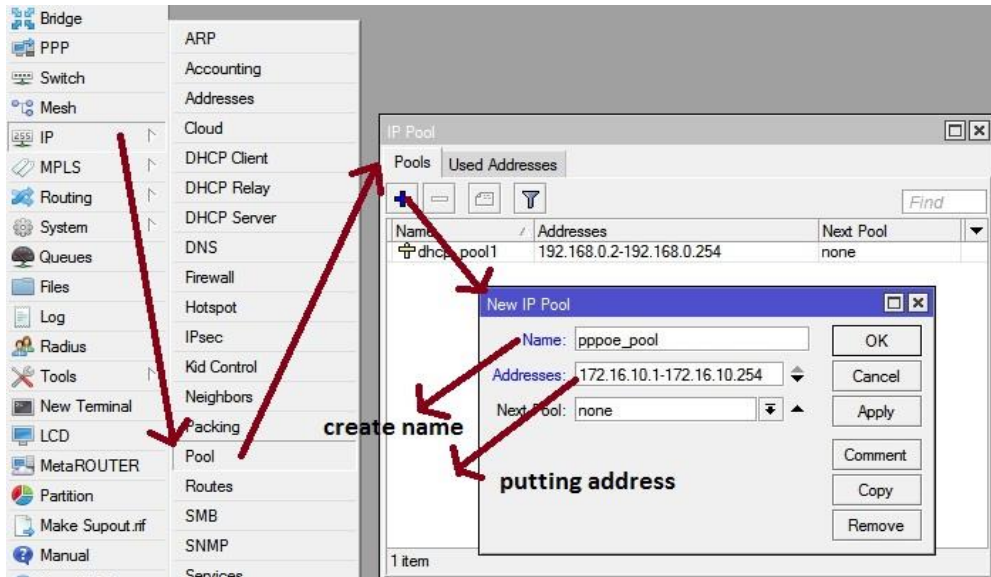 Bridge
PPP
Switch
Mesh
255 IP
MPLS
Routing
System
Queues
Files
Log
Radius
Tools
New Terminal
LCD
MetaROUTER
Partition
Make Supout.rif
Manual
ARP
Accounting
Addresses
Cloud
DHCP Client
DHCP Relay
DHCP Server
DNS
Firewall
Hotspot
IPsec
Kid Control
Neighbors
Packing
Pool
Routes
SMB
SNMP
Services
IP Pool
Pools Used Addresses
Find
Name Addresses Next Pool
dhcp_pool1 192.168.0.2-192.168.0.254 none
New IP Pool
Name: pppoe_pool OK
Addresses: 172.16.10.1-172.16.10.254 Cancel
Next Pool: none Apply
Comment
Copy
Remove
create name
putting address
1 item